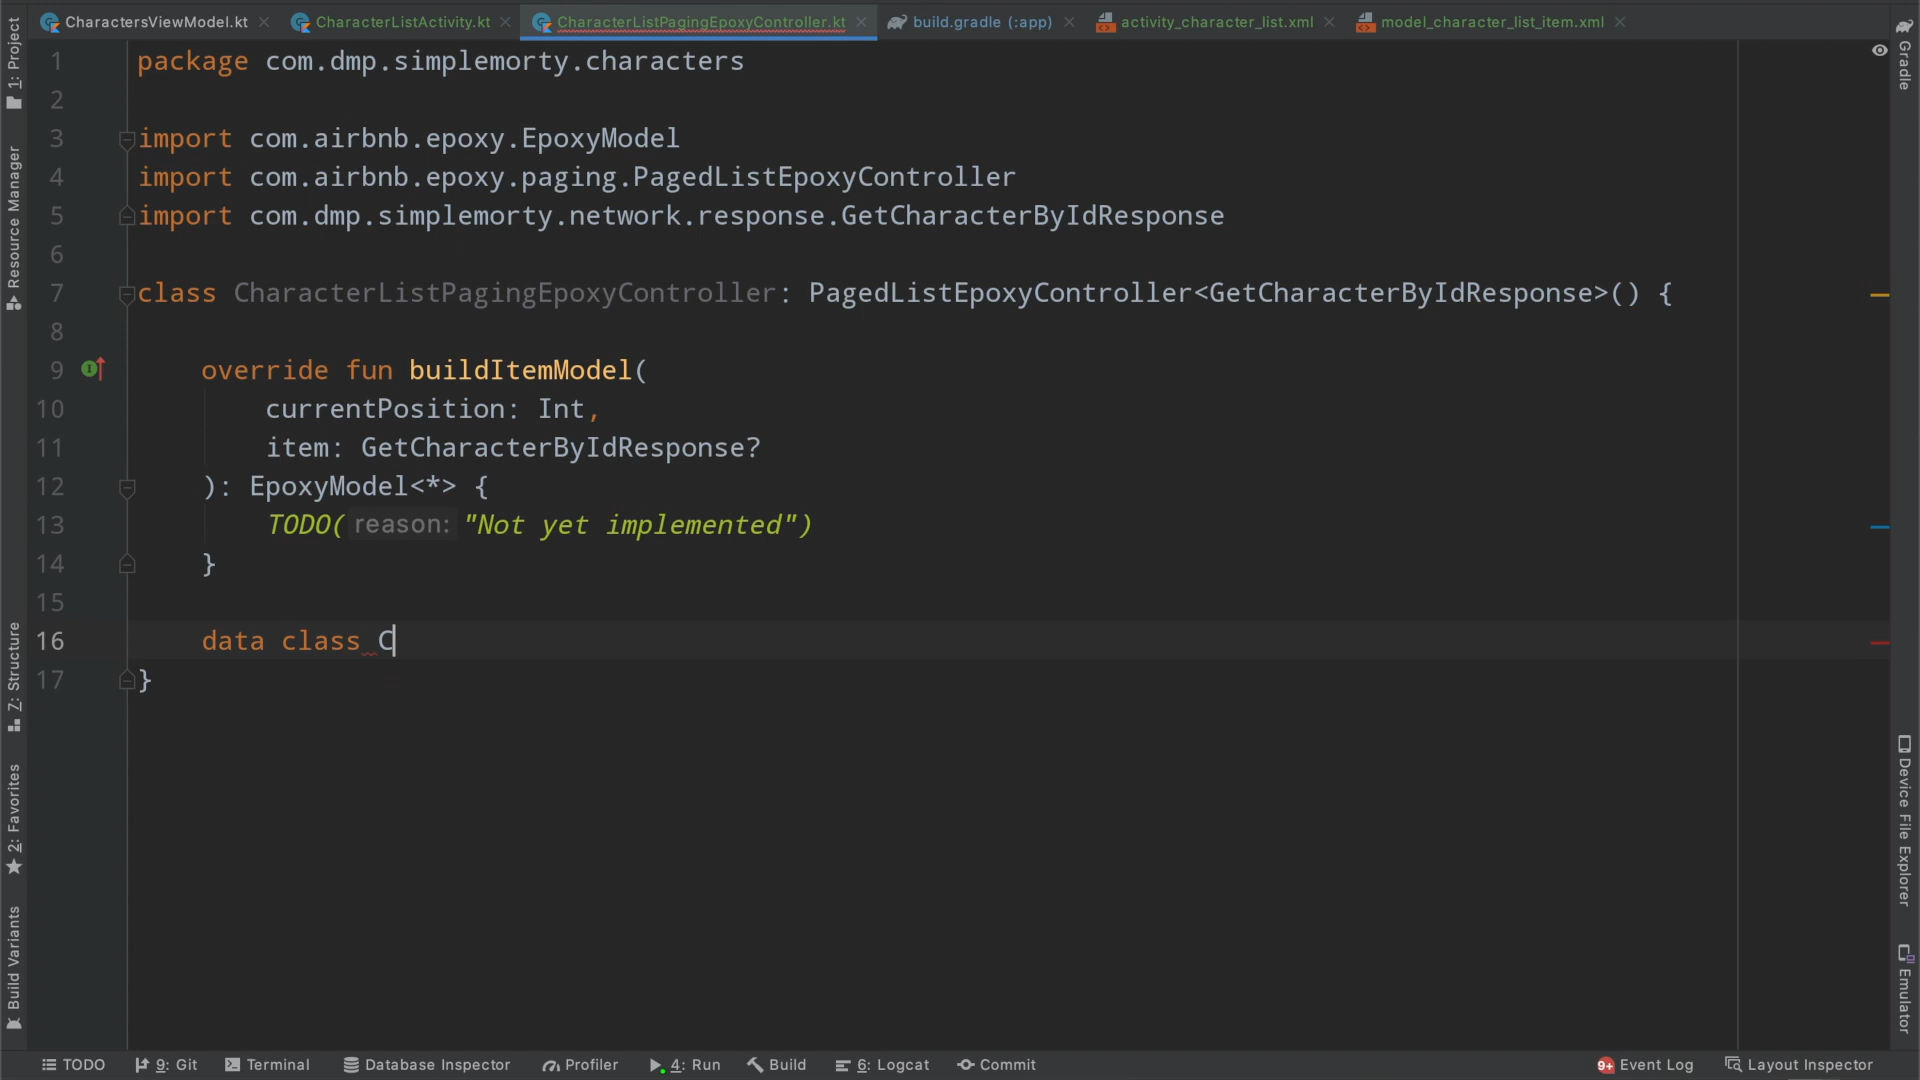 CharactersViewModel.kt CharacterListActivity.kt CharacterListPagingEpoxyController.kt build.gradle (:app) activity_character_list.xml model_character_list_item.xml
1: Project
Resource Manager
Z: Structure
2: Favorites
Build Variants
1 package com.dmp.simplemorty.characters
2
3 import com.airbnb.epoxy.EpoxyModel
4 import com.airbnb.epoxy.paging.PagedListEpoxyController
5 import com.dmp.simplemorty.network.response.GetCharacterByIdResponse
6
7 class CharacterListPagingEpoxyController: PagedListEpoxyController<GetCharacterByIdResponse>() {
8
9 override fun buildItemModel(
10 currentPosition: Int,
11 item: GetCharacterByIdResponse?
12 ): EpoxyModel<*> {
13 TODO( reason: "Not yet implemented")
14 }
15
16 data class C
17 }
Gradle
Device File Explorer
Emulator
TODO 9: Git Terminal Database Inspector Profiler 4: Run Build 6: Logcat Commit 9+ Event Log Layout Inspector